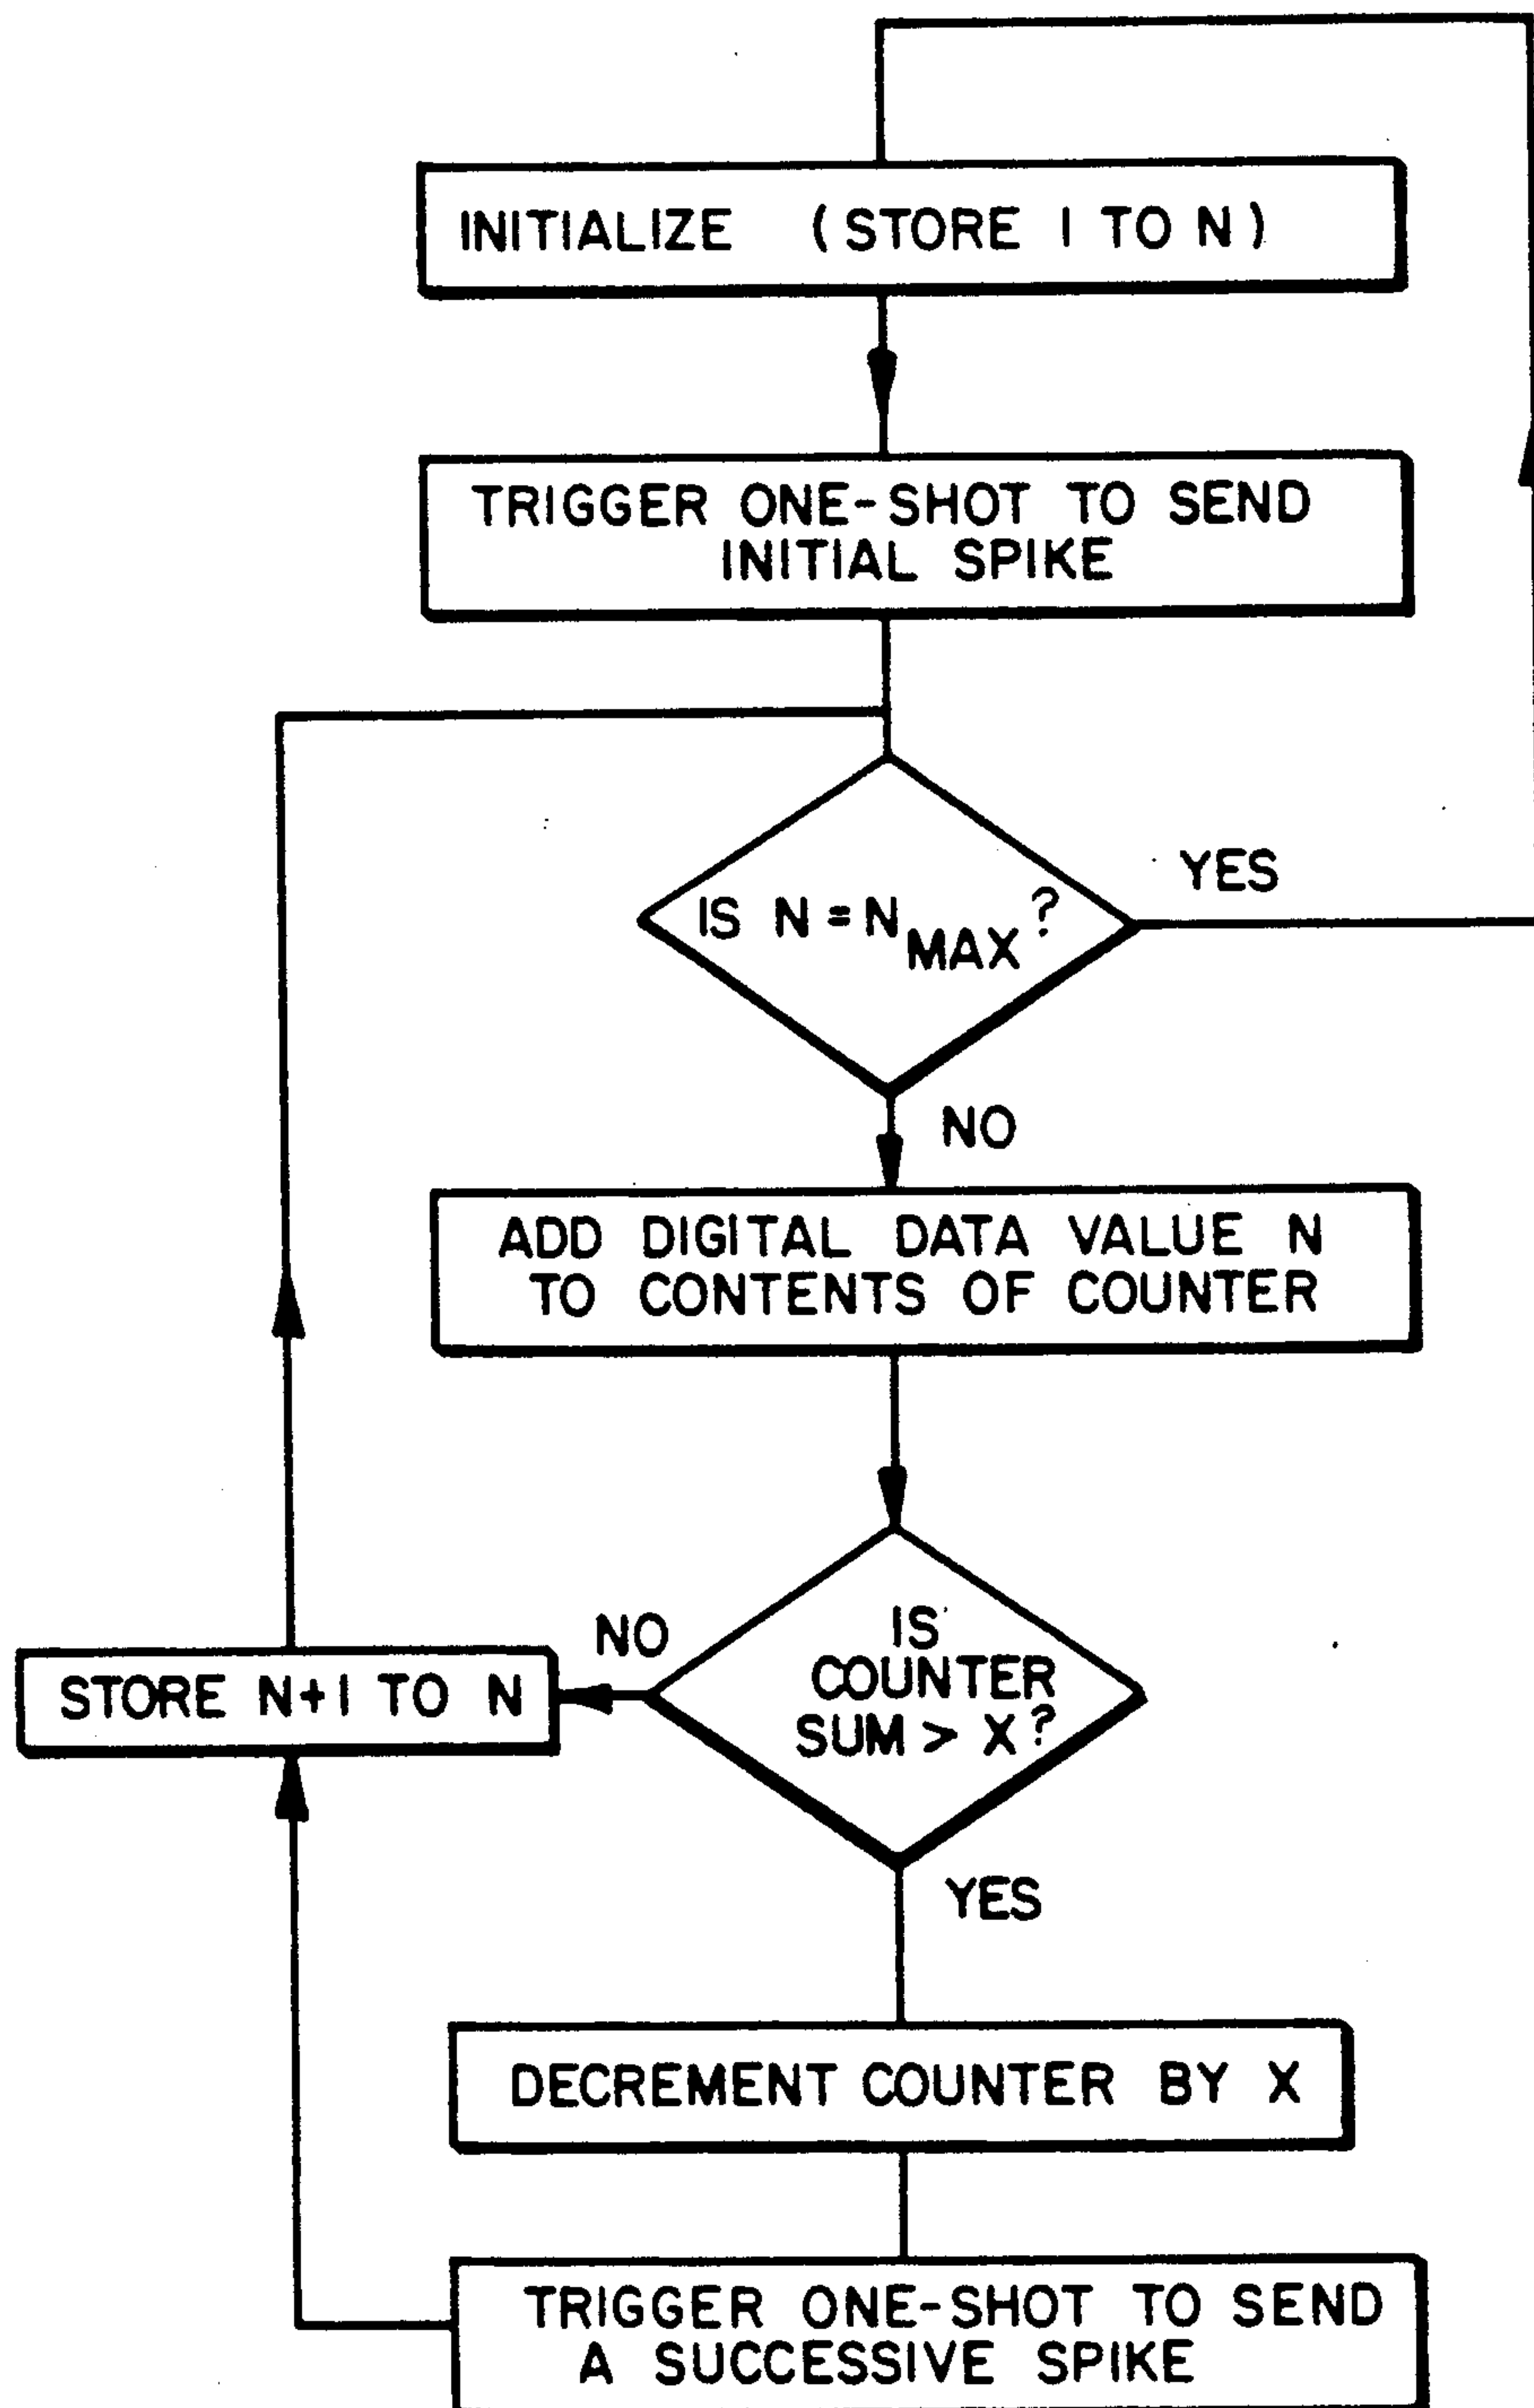 INITIALIZE (STORE 1 TO N)
TRIGGER ONE-SHOT TO SEND
INITIAL SPIKE
IS N = N MAX ?
YES
NO
ADD DIGITAL DATA VALUE N
TO CONTENTS OF COUNTER
IS
COUNTER
SUM > X?
NO
STORE N+1 TO N
YES
DECREMENT COUNTER BY X
TRIGGER ONE-SHOT TO SEND
A SUCCESSIVE SPIKE